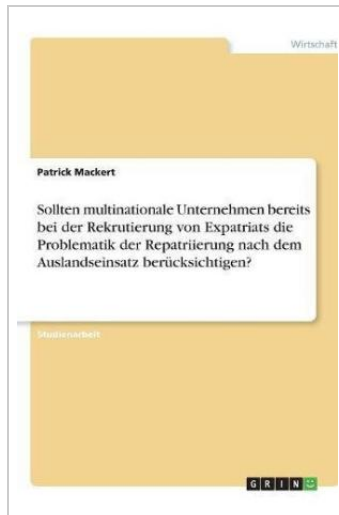 Wirtschaft
Patrick Mackert
Sollten multinationale Unternehmen bereits
bei der Rekrutierung von Expatriats die
Problematik der Repatriierung nach dem
Auslandseinsatz berücksichtigen?
Studienarbeit
GRIN